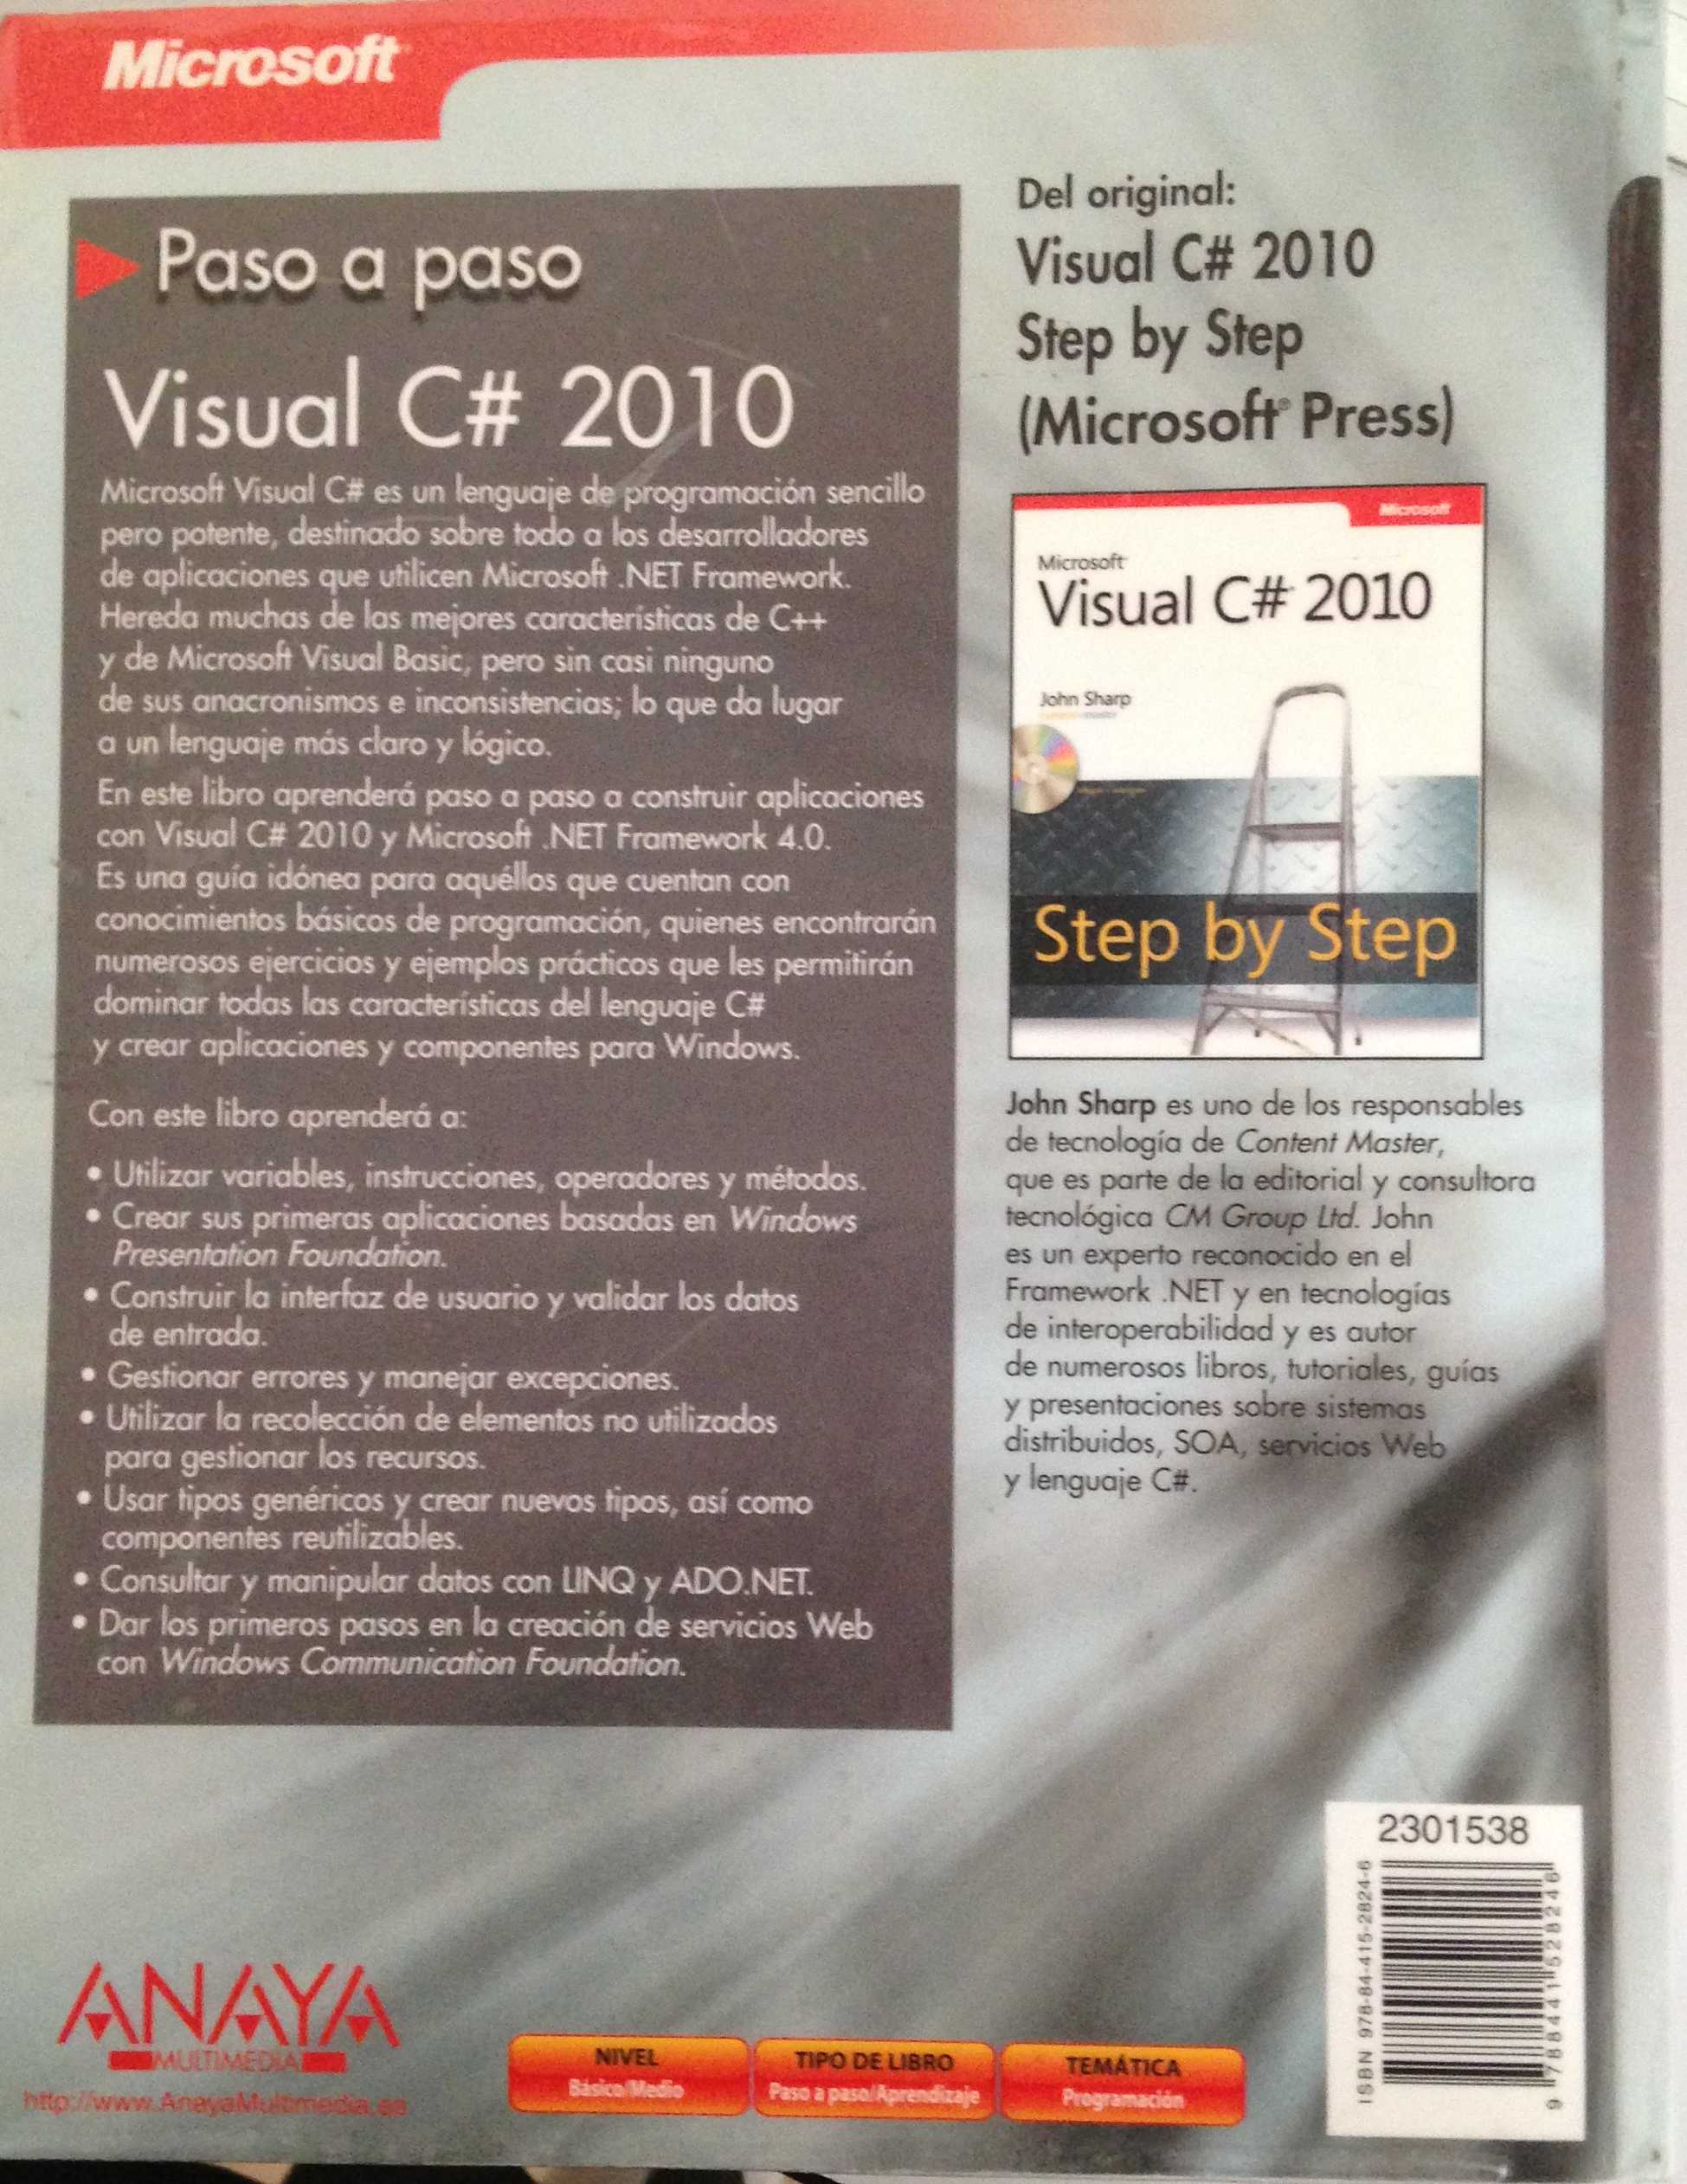 Microsoft
Paso a paso
Visual C# 2010
Microsoft Visual C# es un lenguaje de programación sencillo
pero potente, destinado sobre todo a los desarrolladores
de aplicaciones que utilicen Microsoft .NET Framework.
Hereda muchas de las mejores características de C++
y de Microsoft Visual Basic, pero sin casi ninguno
de sus anacronismos e inconsistencias; lo que da lugar
a un lenguaje más claro y lógico.
En este libro aprenderá paso a paso a construir aplicaciones
con Visual C# 2010 y Microsoft .NET Framework 4.0.
Es una guía idónea para aquéllos que cuentan con
conocimientos básicos de programación, quienes encontrarán
numerosos ejercicios y ejemplos prácticos que les permitirán
dominar todas las características del lenguaje C#
y crear aplicaciones y componentes para Windows.
Con este libro aprenderá a:
• Utilizar variables, instrucciones, operadores y métodos.
• Crear sus primeras aplicaciones basadas en Windows
Presentation Foundation.
• Construir la interfaz de usuario y validar los datos
de entrada.
• Gestionar errores y manejar excepciones.
• Utilizar la recolección de elementos no utilizados
para gestionar los recursos.
• Usar tipos genéricos y crear nuevos tipos, así como
componentes reutilizables.
• Consultar y manipular datos con LINQ y ADO.NET.
• Dar los primeros pasos en la creación de servicios Web
con Windows Communication Foundation.
Del original:
Visual C# 2010
Step by Step
(Microsoft® Press)
Microsoft
Microsoft
Visual C# 2010
John Sharp
Step by Step
John Sharp es uno de los responsables
de tecnología de Content Master,
que es parte de la editorial y consultora
tecnológica CM Group Ltd. John
es un experto reconocido en el
Framework .NET y en tecnologías
de interoperabilidad y es autor
de numerosos libros, tutoriales, guías
y presentaciones sobre sistemas
distribuidos, SOA, servicios Web
y lenguaje C#.
ANAYA
MULTIMEDIA
http://www.AnayaMultimedia.es
NIVEL
Básico/Medio
TIPO DE LIBRO
Paso a paso/Aprendizaje
TEMÁTICA
Programación
2301538
ISBN 978-84-415-2824-6
9 788441 528246